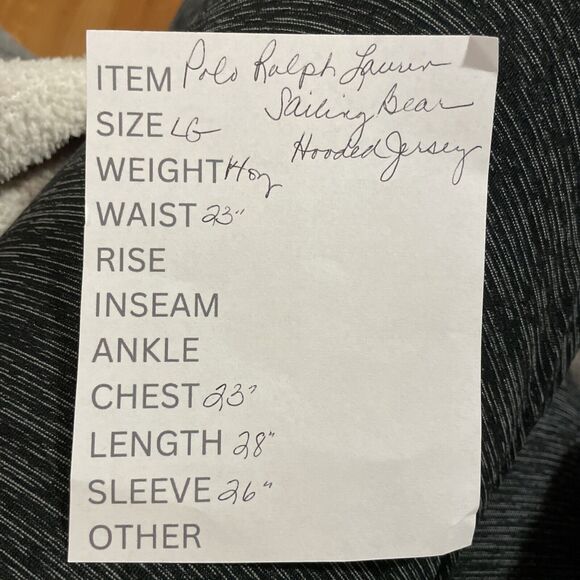 ITEM Polo Ralph Lauren
Sailing Bear
SIZE LG
Hooded Jersey
WEIGHT 14oz
WAIST 23"
RISE
INSEAM
ANKLE
CHEST 23"
LENGTH 28"
SLEEVE 26"
OTHER